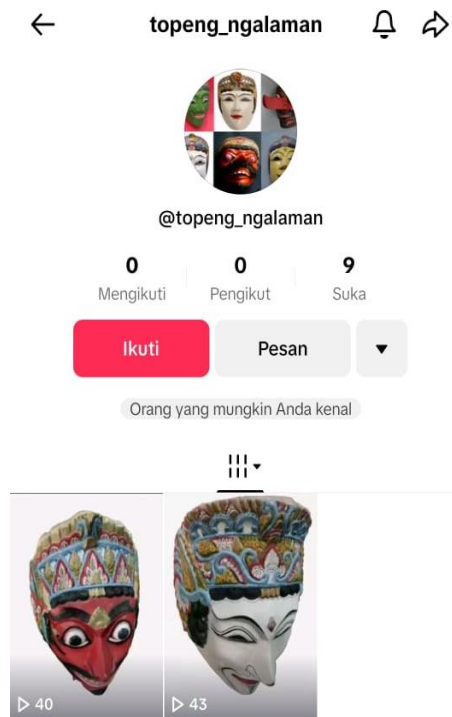 topeng_ngalaman
@topeng_ngalaman
0 0 9
Mengikuti Pengikut Suka
Ikuti Pesan
Orang yang mungkin Anda kenal
40 43